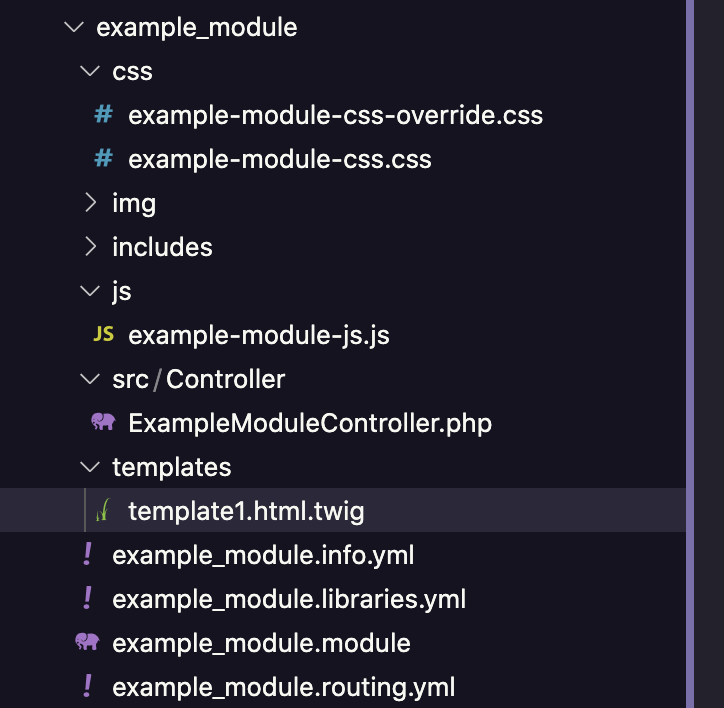 example_module
css
# example-module-css-override.css
# example-module-css.css
img
includes
js
JS example-module-js.js
src/Controller
ExampleModuleController.php
templates
template1.html.twig
! example_module.info.yml
! example_module.libraries.yml
example_module.module
! example_module.routing.yml